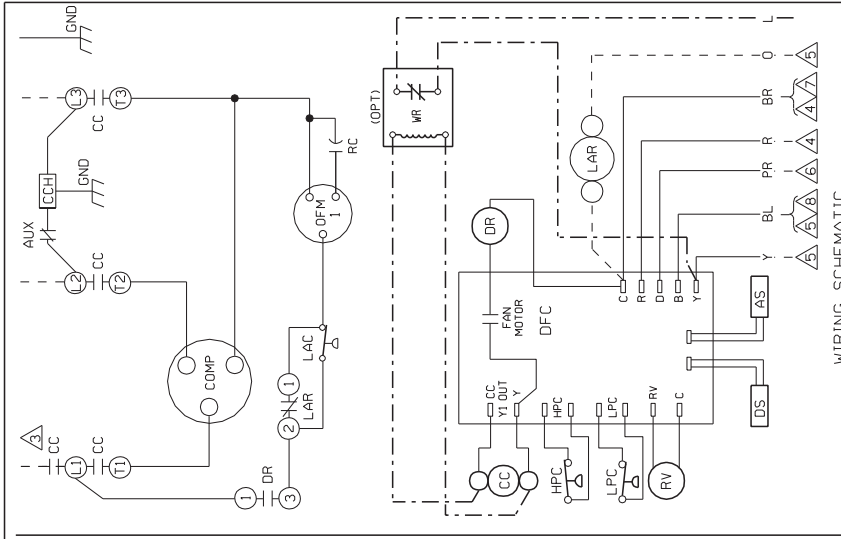 GND
L3
CC
T3
AUX
CCH
GND
L2
CC
T2
COMP
3
CC
L1
CC
T1
1
DR
3
2
LAR
1
LAC
OFM
1
RC
(OPT)
WR
DR
LAR
FAN
MOTOR
DFC
CC
Y1 OUT
Y
HPC
LPC
RV
C
C
R
D
B
Y
CC
HPC
LPC
RV
DS
AS
L
O
5
BR
4
7
R
4
PR
6
BL
5
8
Y
5
WIRING SCHEMATIC